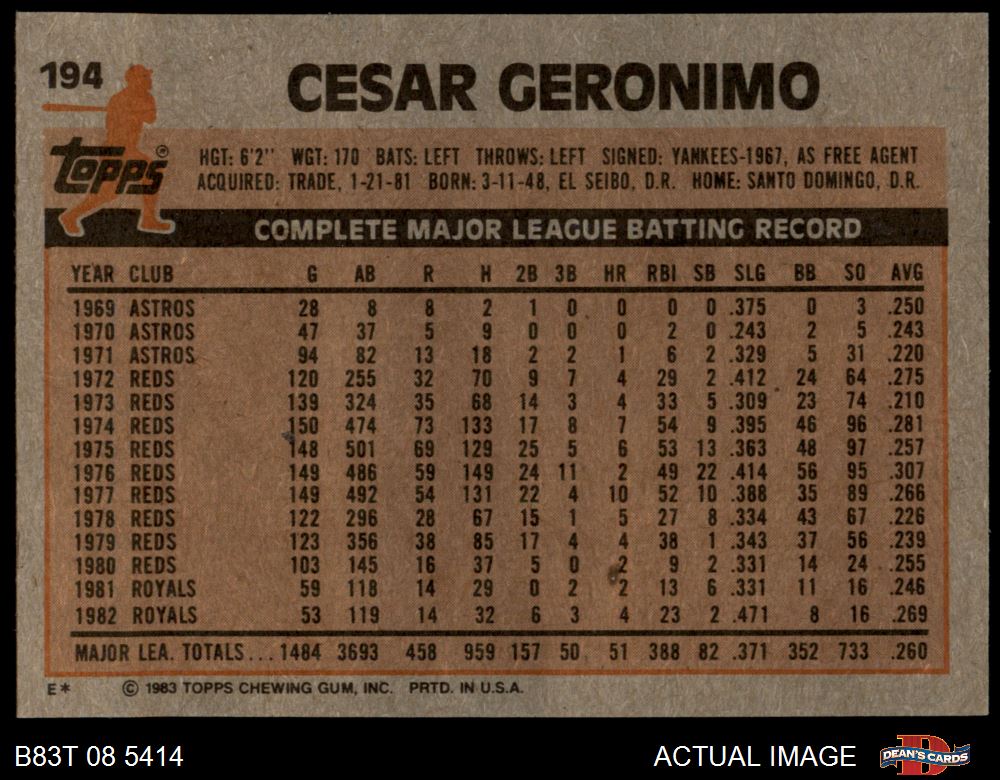 194
CESAR GERONIMO
Topps®
HGT: 6'2'' WGT: 170 BATS: LEFT THROWS: LEFT SIGNED: YANKEES-1967, AS FREE AGENT
ACQUIRED: TRADE, 1-21-81 BORN: 3-11-48, EL SEIBO, D.R. HOME: SANTO DOMINGO, D.R.
COMPLETE MAJOR LEAGUE BATTING RECORD
YEAR CLUB G AB R H 2B 3B HR RBI SB SLG BB SO AVG
1969 ASTROS 28 8 8 2 1 0 0 0 0 .375 0 3 .250
1970 ASTROS 47 37 5 9 0 0 0 2 0 .243 2 5 .243
1971 ASTROS 94 82 13 18 2 2 1 6 2 .329 5 31 .220
1972 REDS 120 255 32 70 9 7 4 29 2 .412 24 64 .275
1973 REDS 139 324 35 68 14 3 4 33 5 .309 23 74 .210
1974 REDS 150 474 73 133 17 8 7 54 9 .395 46 96 .281
1975 REDS 148 501 69 129 25 5 6 53 13 .363 48 97 .257
1976 REDS 149 486 59 149 24 11 2 49 22 .414 56 95 .307
1977 REDS 149 492 54 131 22 4 10 52 10 .388 35 89 .266
1978 REDS 122 296 28 67 15 1 5 27 8 .334 43 67 .226
1979 REDS 123 356 38 85 17 4 4 38 1 .343 37 56 .239
1980 REDS 103 145 16 37 5 0 2 9 2 .331 14 24 .255
1981 ROYALS 59 118 14 29 0 2 2 13 6 .331 11 16 .246
1982 ROYALS 53 119 14 32 6 3 4 23 2 .471 8 16 .269
MAJOR LEA. TOTALS... 1484 3693 458 959 157 50 51 388 82 .371 352 733 .260
E* © 1983 TOPPS CHEWING GUM, INC. PRTD. IN U.S.A.
B83T 08 5414 ACTUAL IMAGE DEAN'S CARDS